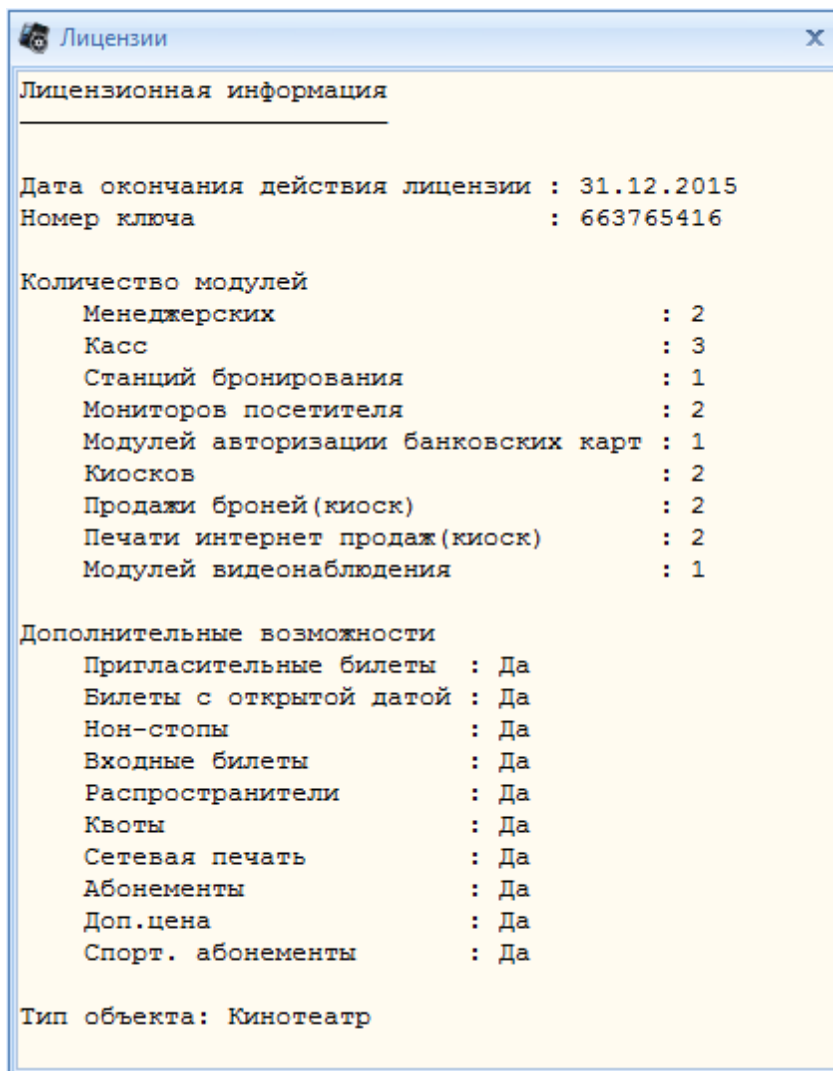 Лицензии
Лицензионная информация
Дата окончания действия лицензии : 31.12.2015
Номер ключа : 663765416
Количество модулей
Менеджерских : 2
Касс : 3
Станций бронирования : 1
Мониторов посетителя : 2
Модулей авторизации банковских карт : 1
Киосков : 2
Продажи броней(киоск) : 2
Печати интернет продаж(киоск) : 2
Модулей видеонаблюдения : 1
Дополнительные возможности
Пригласительные билеты : Да
Билеты с открытой датой : Да
Нон-стопы : Да
Входные билеты : Да
Распространители : Да
Квоты : Да
Сетевая печать : Да
Абонементы : Да
Доп.цена : Да
Спорт. абонементы : Да
Тип объекта: Кинотеатр